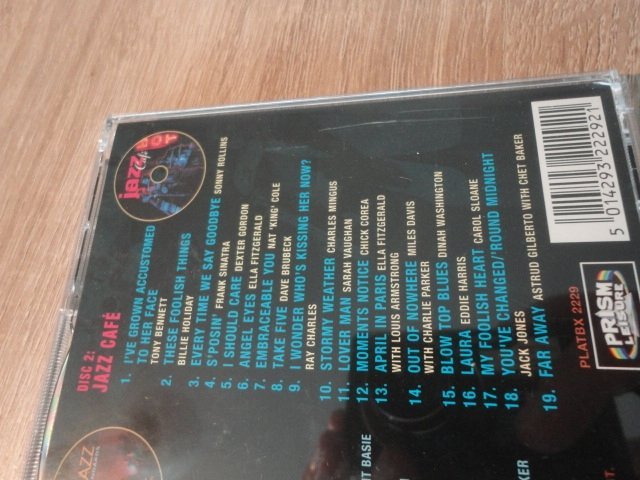 DISC 2:
JAZZ CAFÉ
1. I'VE GROWN ACCUSTOMED
TO HER FACE
TONY BENNETT
2. THESE FOOLISH THINGS
BILLIE HOLIDAY
3. EVERY TIME WE SAY GOODBYE SONNY ROLLINS
4. S'POSIN FRANK SINATRA
5. I SHOULD CARE DEXTER GORDON
6. ANGEL EYES ELLA FITZGERALD
7. EMBRACEABLE YOU NAT 'KING' COLE
8. TAKE FIVE DAVE BRUBECK
9. I WONDER WHO'S KISSING HER NOW?
RAY CHARLES
10. STORMY WEATHER CHARLES MINGUS
11. LOVER MAN SARAH VAUGHAN
12. MOMENTS NOTICE CHICK COREA
13. APRIL IN PARIS ELLA FITZGERALD
WITH LOUIS ARMSTRONG
14. OUT OF NOWHERE MILES DAVIS
WITH CHARLIE PARKER
15. BLOW TOP BLUES DINAH WASHINGTON
16. LAURA EDDIE HARRIS
17. MY FOOLISH HEART CAROL SLOANE
18. YOU'VE CHANGED/'ROUND MIDNIGHT
JACK JONES
19. FAR AWAY ASTRUD GILBERTO WITH CHET BAKER
jazz
Café
PLATBX 2229
PRISM
LEISURE
5 014293 222921
JAZZ
T BASIE
KER
T.